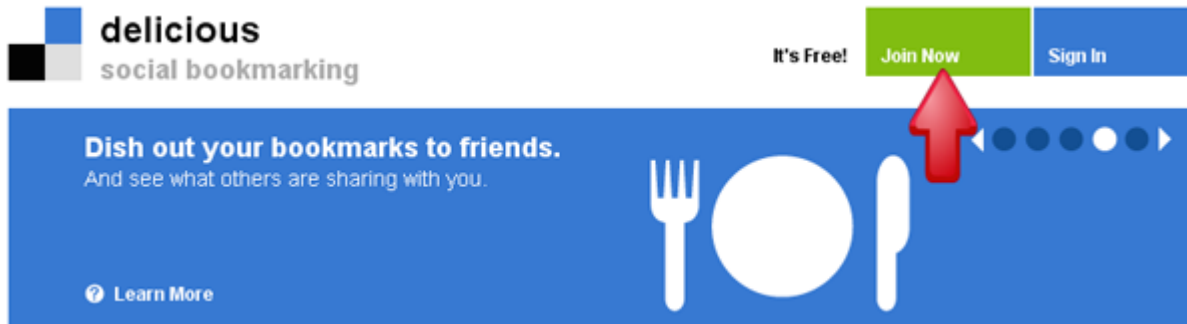 delicious
social bookmarking
It's Free!
Join Now
Sign In
Dish out your bookmarks to friends.
And see what others are sharing with you.
? Learn More